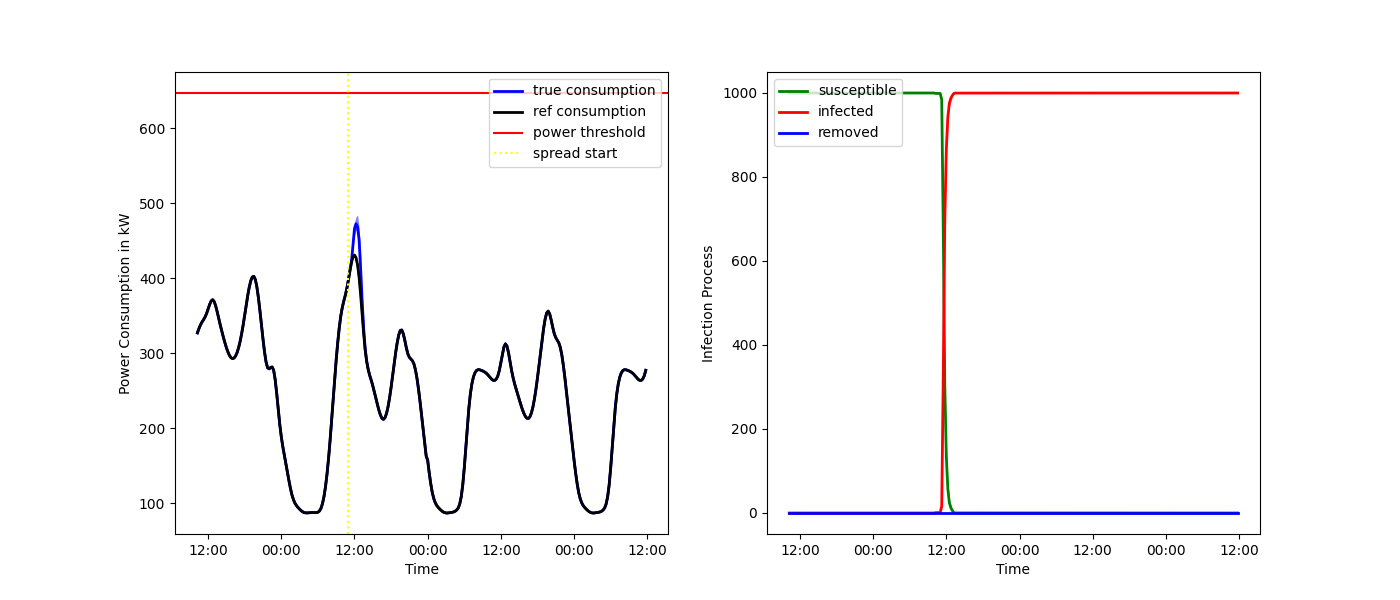 true consumption
ref consumption
power threshold
spread start
600
500
400
300
200
100
Power Consumption in kW
12:00 00:00 12:00 00:00 12:00 00:00 12:00
Time
susceptible
infected
removed
1000
800
600
400
200
0
Infection Process
12:00 00:00 12:00 00:00 12:00 00:00 12:00
Time